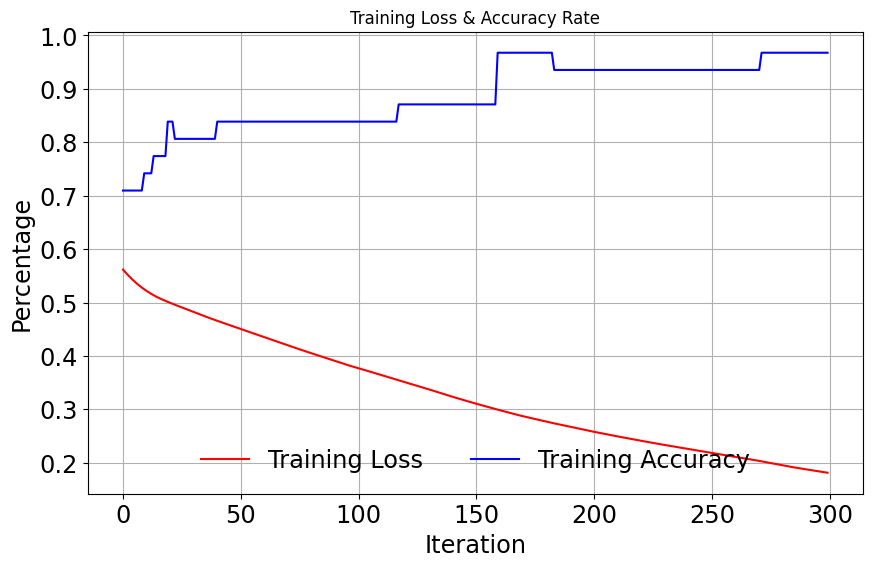 Training Loss & Accuracy Rate
1.0
0.9
0.8
0.7
0.6
0.5
0.4
0.3
0.2
Percentage
Training Loss Training Accuracy
0 50 100 150 200 250 300
Iteration